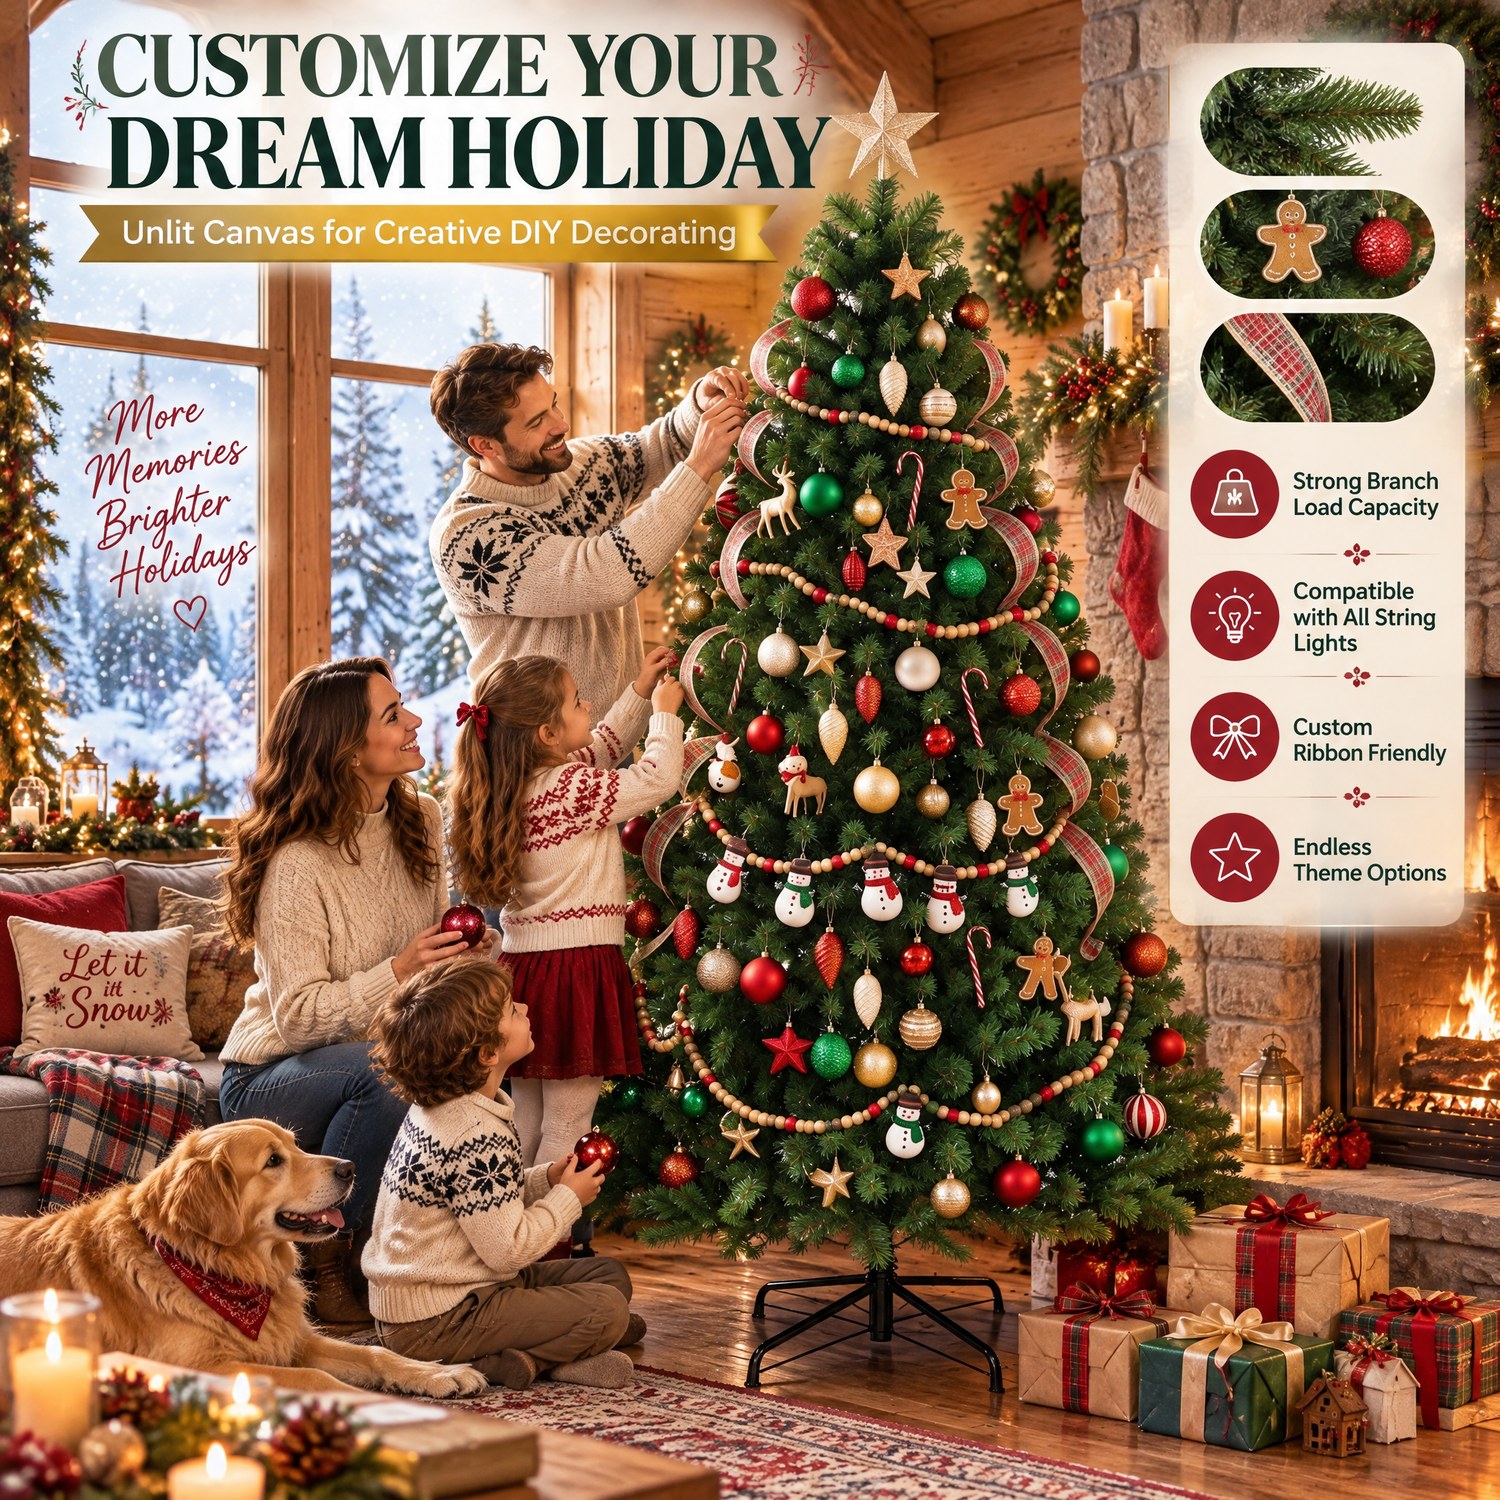 CUSTOMIZE YOUR
DREAM HOLIDAY
Unlit Canvas for Creative DIY Decorating
More
Memories
Brighter
Holidays
Let it
itt
Snow
Strong Branch
Load Capacity
Compatible
with All String
Lights
Custom
Ribbon Friendly
Endless
Theme Options